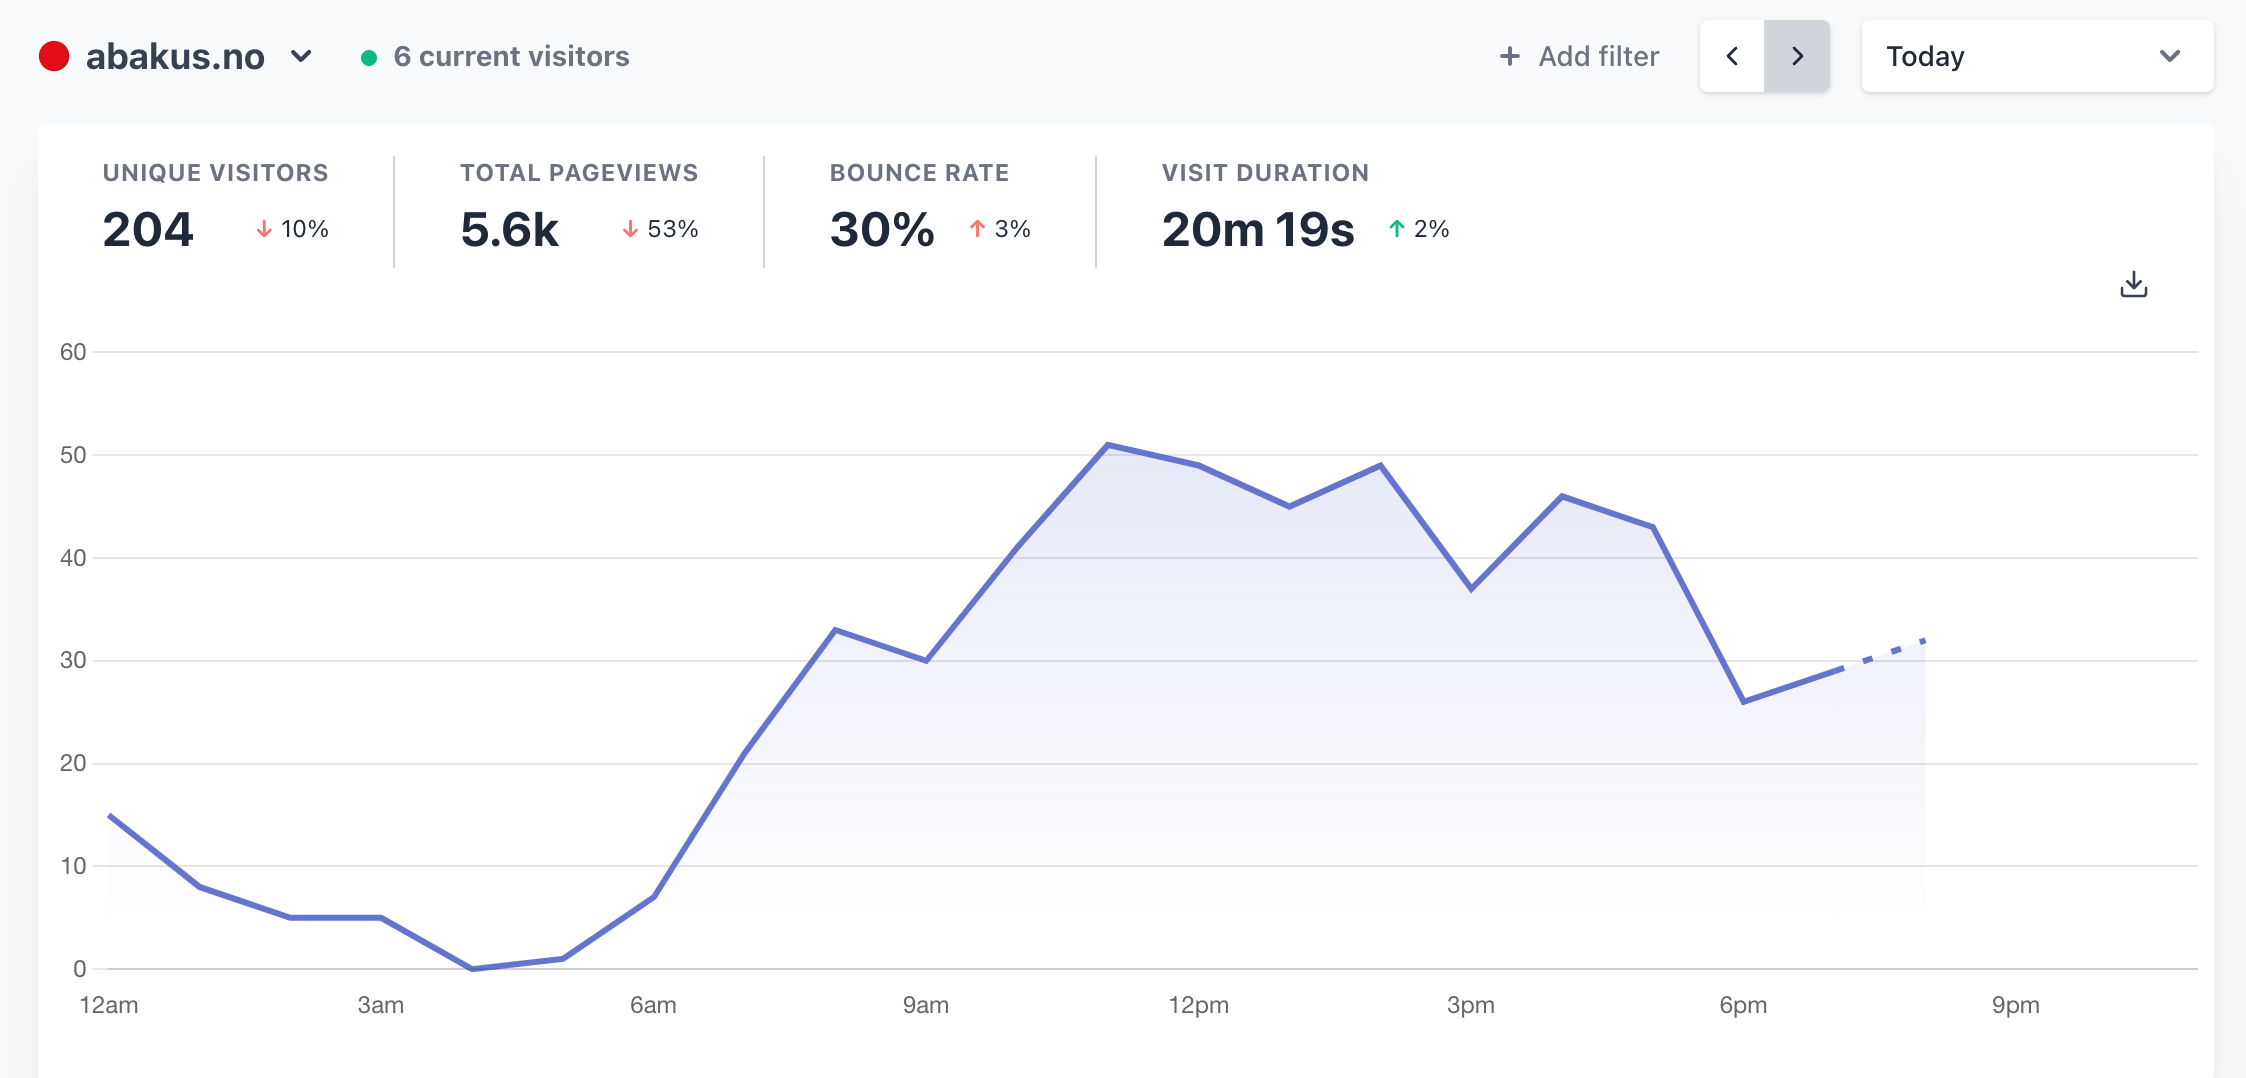 abakus.no
6 current visitors
+ Add filter
Today
UNIQUE VISITORS
204 ↓ 10%
TOTAL PAGEVIEWS
5.6k ↓ 53%
BOUNCE RATE
30% ↑ 3%
VISIT DURATION
20m 19s ↑ 2%
60
50
40
30
20
10
0
12am 3am 6am 9am 12pm 3pm 6pm 9pm